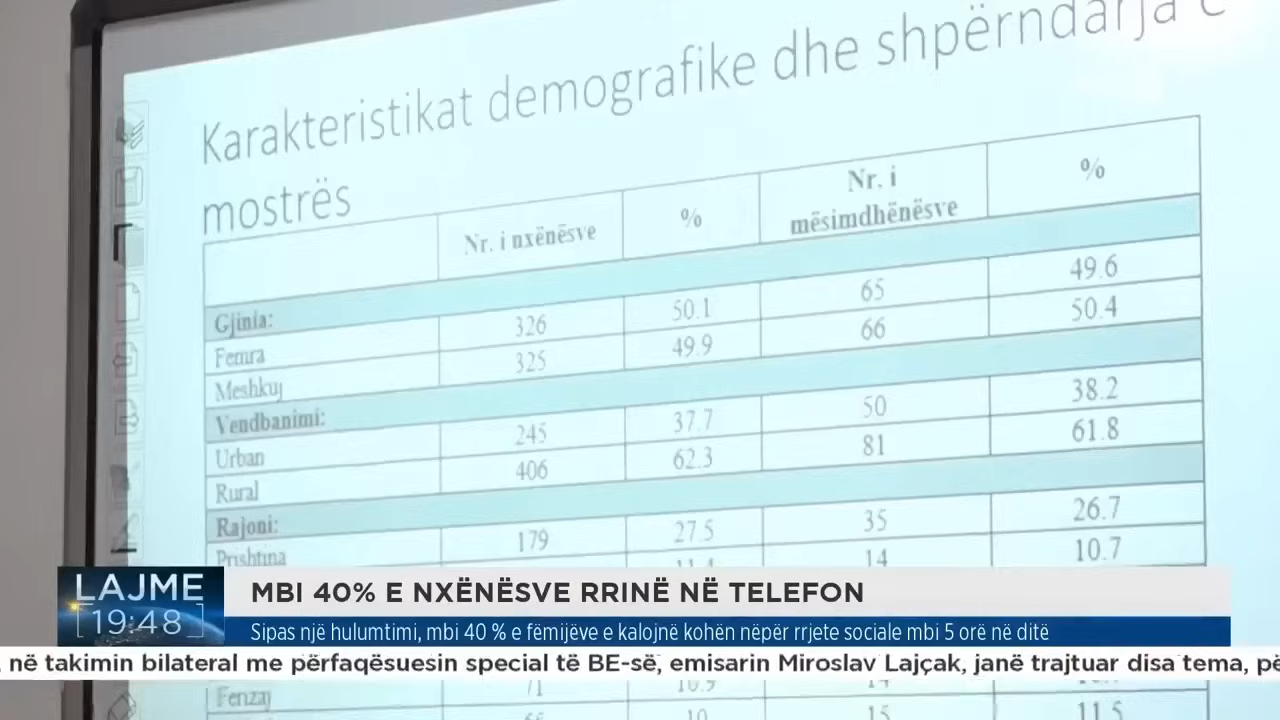 Karakteristikat demografike dhe shpërndarja e
mostrës
Nr. i nxënësve % Nr. i mësimdhënësve %
Gjinia:
Femra 326 50.1 65 49.6
Meshkuj 325 49.9 66 50.4
Vendbanimi:
Urban 245 37.7 50 38.2
Rural 406 62.3 81 61.8
Rajoni:
Prishtina 179 27.5 35 26.7
14 10.7
LAJME
19:48
MBI 40% E NXËNËSVE RRINË NË TELEFON
Sipas një hulumtimi, mbi 40 % e fëmijëve e kalojnë kohën nëpër rrjete sociale mbi 5 orë në ditë
, në takimin bilateral me përfaqësuesin special të BE-së, emisarin Miroslav Lajçak, janë trajtuar disa tema, pë
71 10.9 14
15 11.5